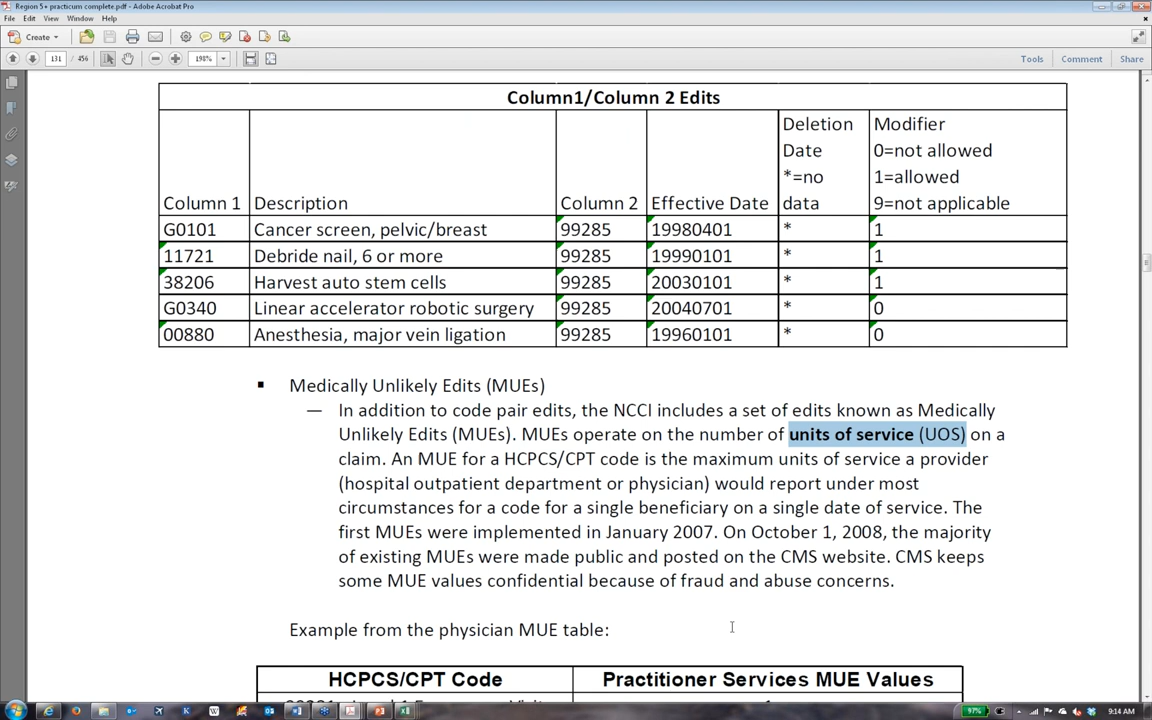 Region 5+ practicum complete.pdf - Adobe Acrobat Pro
File Edit View Window Help
Create
131 / 456 198%
Tools Comment Share
Column1/Column 2 Edits
Column 1 Description Column 2 Effective Date Deletion Date *=no data Modifier 0=not allowed 1=allowed 9=not applicable
G0101 Cancer screen, pelvic/breast 99285 19980401 * 1
11721 Debride nail, 6 or more 99285 19990101 * 1
38206 Harvest auto stem cells 99285 20030101 * 1
G0340 Linear accelerator robotic surgery 99285 20040701 * 0
00880 Anesthesia, major vein ligation 99285 19960101 * 0
▪ Medically Unlikely Edits (MUEs)
— In addition to code pair edits, the NCCI includes a set of edits known as Medically
Unlikely Edits (MUEs). MUEs operate on the number of units of service (UOS) on a
claim. An MUE for a HCPCS/CPT code is the maximum units of service a provider
(hospital outpatient department or physician) would report under most
circumstances for a code for a single beneficiary on a single date of service. The
first MUEs were implemented in January 2007. On October 1, 2008, the majority
of existing MUEs were made public and posted on the CMS website. CMS keeps
some MUE values confidential because of fraud and abuse concerns.
Example from the physician MUE table:
HCPCS/CPT Code Practitioner Services MUE Values
97% 9:14 AM